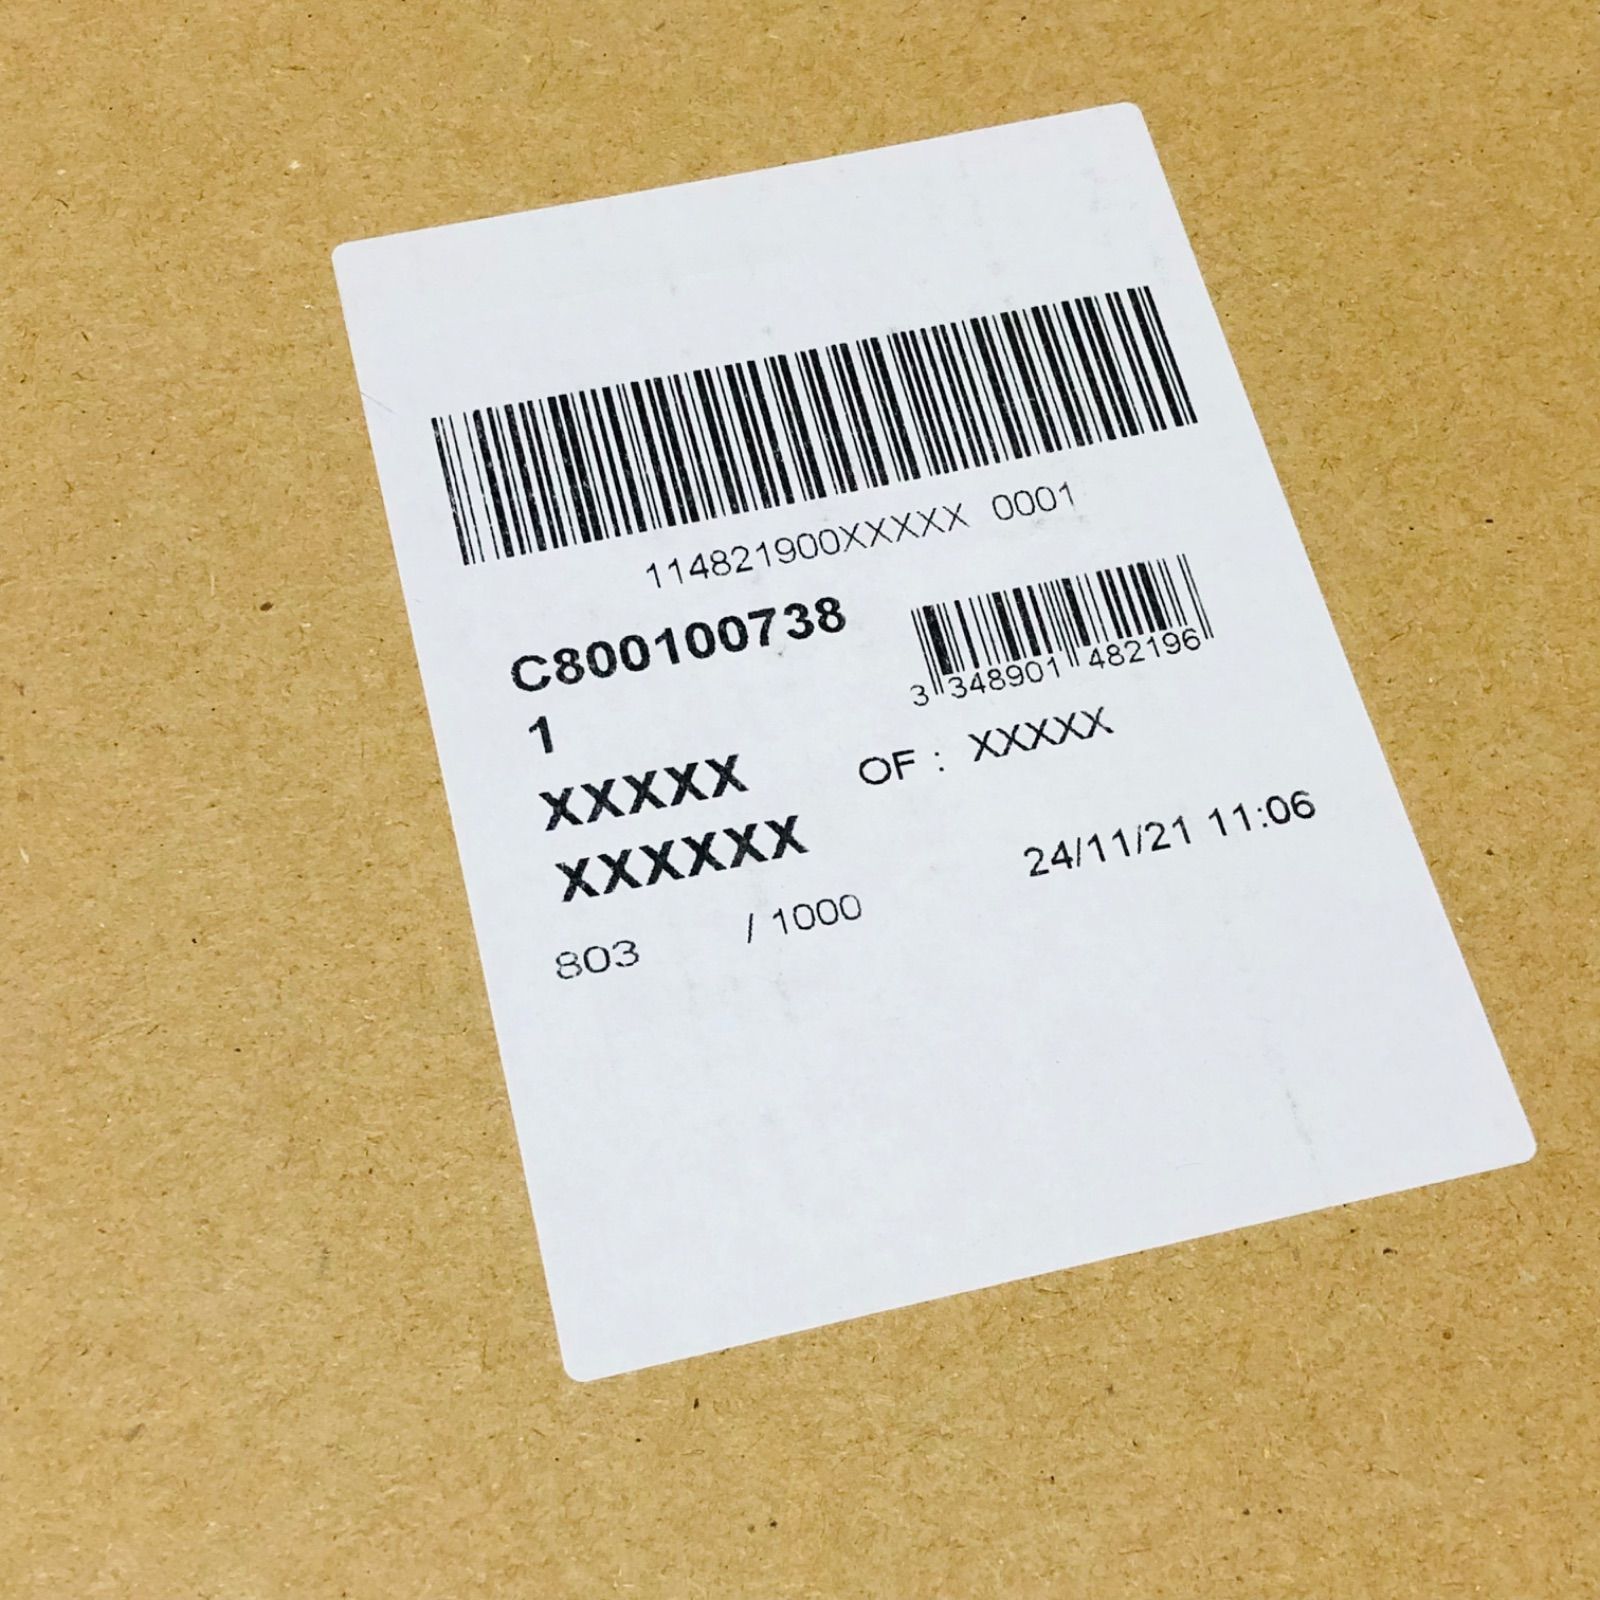 114821900XXXXX 0001
C800100738
1
3 348901 482196
XXXXX
OF : XXXXX
XXXXXX
24/11/21 11:06
803 / 1000